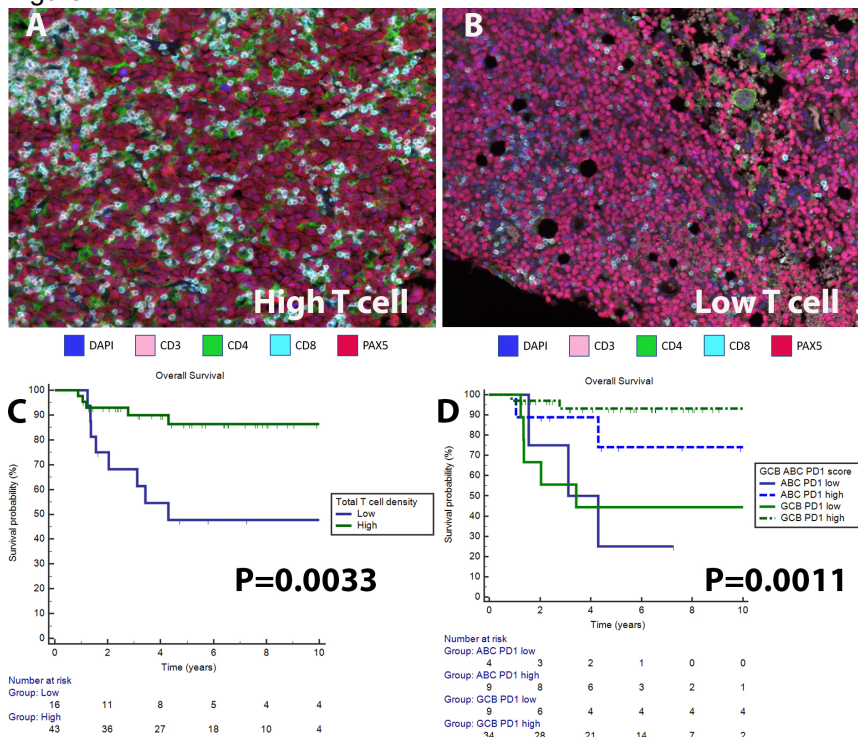 A
B
High T cell
Low T cell
DAPI CD3 CD4 CD8 PAX5
DAPI CD3 CD4 CD8 PAX5
C
Overall Survival
Survival probability (%)
100
90
80
70
60
50
40
30
20
10
0
0 2 4 6 8 10
Time (years)
Total T cell density
Low
High
P=0.0033
Number at risk
Group: Low
16 11 8 5 4 4
Group: High
43 36 27 18 10 4
D
Overall Survival
Survival probability (%)
100
90
80
70
60
50
40
30
20
10
0
0 2 4 6 8 10
Time (years)
GCB ABC PD1 score
ABC PD1 low
ABC PD1 high
GCB PD1 low
GCB PD1 high
P=0.0011
Number at risk
Group: ABC PD1 low
4 3 2 1 0 0
Group: ABC PD1 high
9 8 6 3 2 1
Group: GCB PD1 low
9 6 4 4 4 4
Group: GCB PD1 high
34 28 21 14 7 2